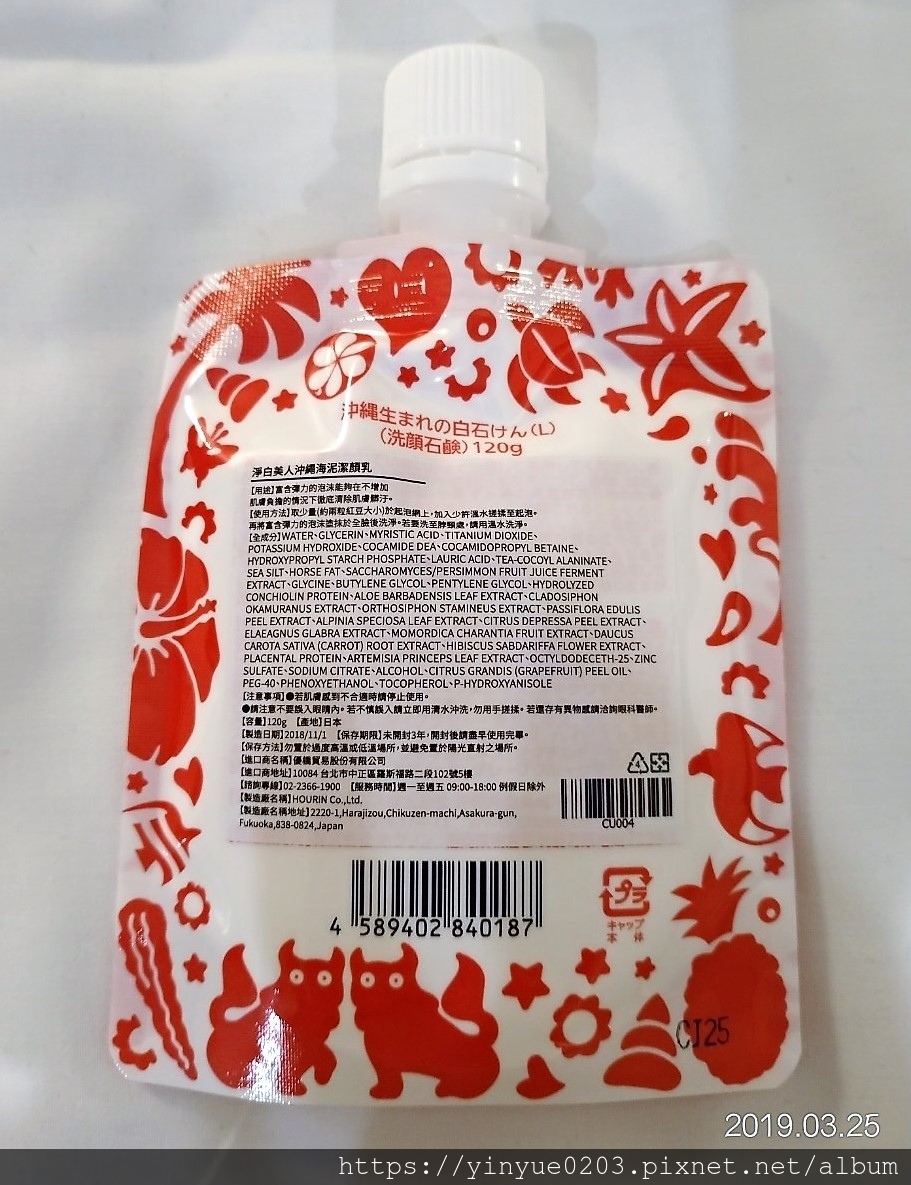 沖縄生まれの白石けん(L)
(洗顔石鹸)120g
淨白美人沖繩海泥潔顏乳
【用途】富含彈力的泡沫能夠在不增加
肌膚負擔的情況下徹底清除肌膚髒汙。
【使用方法】取少量(約兩粒紅豆大小)於起泡網上,加入少許溫水搓揉至起泡。
再將富含彈力的泡沫塗抹於全臉後洗淨。若要洗至脖頸處,請用溫水洗淨。
【全成分】WATER、GLYCERIN、MYRISTIC ACID、TITANIUM DIOXIDE、
POTASSIUM HYDROXIDE、COCAMIDE DEA、COCAMIDOPROPYL BETAINE、
HYDROXYPROPYL STARCH PHOSPHATE、LAURIC ACID、TEA-COCOYL ALANINATE、
SEA SILT、HORSE FAT、SACCHAROMYCES/PERSIMMON FRUIT JUICE FERMENT
EXTRACT、GLYCINE、BUTYLENE GLYCOL、PENTYLENE GLYCOL、HYDROLYZED
CONCHIOLIN PROTEIN、ALOE BARBADENSIS LEAF EXTRACT、CLADOSIPHON
OKAMURANUS EXTRACT、ORTHOSIPHON STAMINEUS EXTRACT、PASSIFLORA EDULIS
PEEL EXTRACT、ALPINIA SPECIOSA LEAF EXTRACT、CITRUS DEPRESSA PEEL EXTRACT、
ELAEAGNUS GLABRA EXTRACT、MOMORDICA CHARANTIA FRUIT EXTRACT、DAUCUS
CAROTA SATIVA (CARROT) ROOT EXTRACT、HIBISCUS SABDARIFFA FLOWER EXTRACT、
PLACENTAL PROTEIN、ARTEMISIA PRINCEPS LEAF EXTRACT、OCTYLDODECETH-25、ZINC
SULFATE、SODIUM CITRATE、ALCOHOL、CITRUS GRANDIS (GRAPEFRUIT) PEEL OIL、
PEG-40、PHENOXYETHANOL、TOCOPHEROL、P-HYDROXYANISOLE
【注意事項】●若肌膚感到不合適時請停止使用。
●請注意不要誤入眼睛內。若不慎誤入請立即用清水沖洗,勿用手搓揉。若還存有異物感請洽詢眼科醫師。
【容量】120g 【產地】日本
【製造日期】2018/11/1 【保存期限】未開封3年,開封後請盡早使用完畢。
【保存方法】勿置於過度高溫或低溫場所,並避免置於陽光直射之場所。
【進口商名稱】優橋貿易股份有限公司
【進口商地址】10084 台北市中正區羅斯福路二段102號5樓
【諮詢專線】02-2366-1900 【服務時間】週一至週五 09:00-18:00 例假日除外
【製造廠名稱】HOURIN Co.,Ltd.
【製造廠名稱地址】2220-1,Harajizou,Chikuzen-machi,Asakura-gun,
Fukuoka,838-0824,Japan
CU004
4 589402 840187
プラ
キャップ
本体
CJ25
2019.03.25
https://yinyue0203.pixnet.net/album